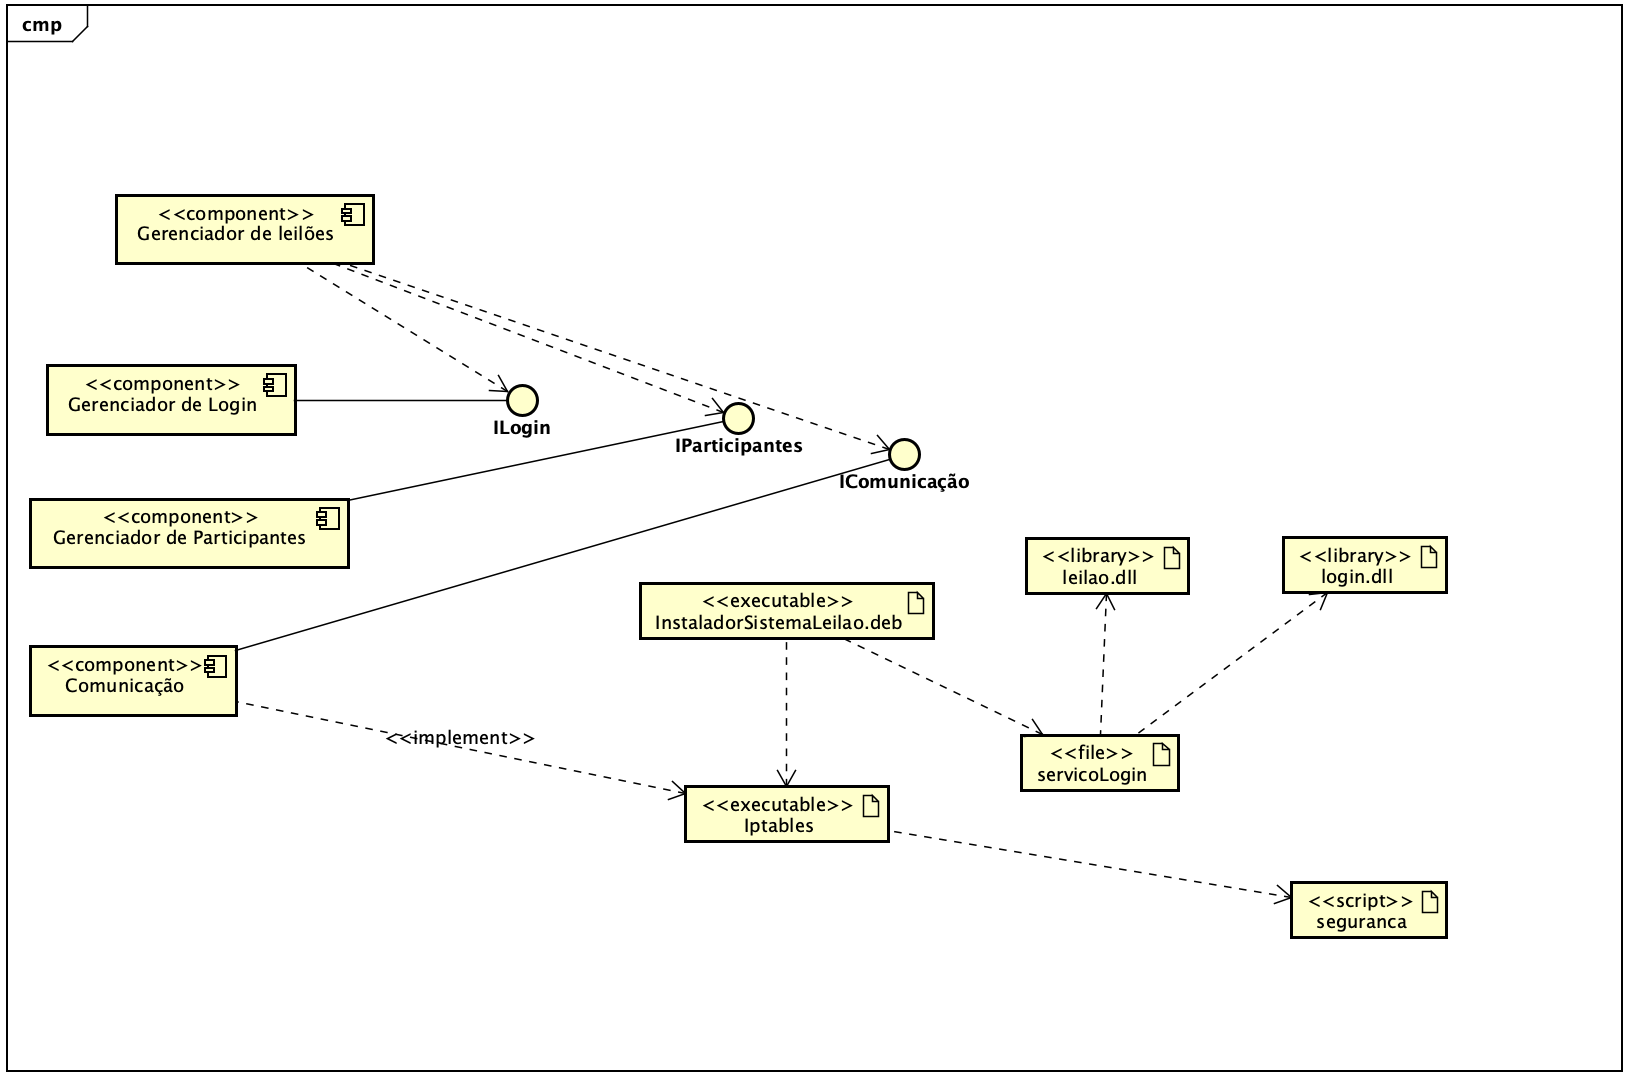 cmp
<<component>>
Gerenciador de leilões
<<component>>
Gerenciador de Login
ILogin
IParticipantes
IComunicação
<<component>>
Gerenciador de Participantes
<<library>>
leilao.dll
<<library>>
login.dll
<<executable>>
InstaladorSistemaLeilao.deb
<<component>>
Comunicação
<<implement>>
<<file>>
servicoLogin
<<executable>>
Iptables
<<script>>
seguranca